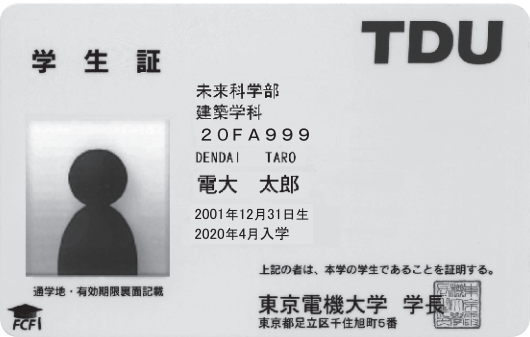 学生証
TDU
未来科学部
建築学科
20FA999
DENDAI TARO
電大 太郎
2001年12月31日生
2020年4月入学
通学地・有効期限裏面記載
上記の者は、本学の学生であることを証明する。
FCF
東京電機大学 学長
東京都足立区千住旭町5番